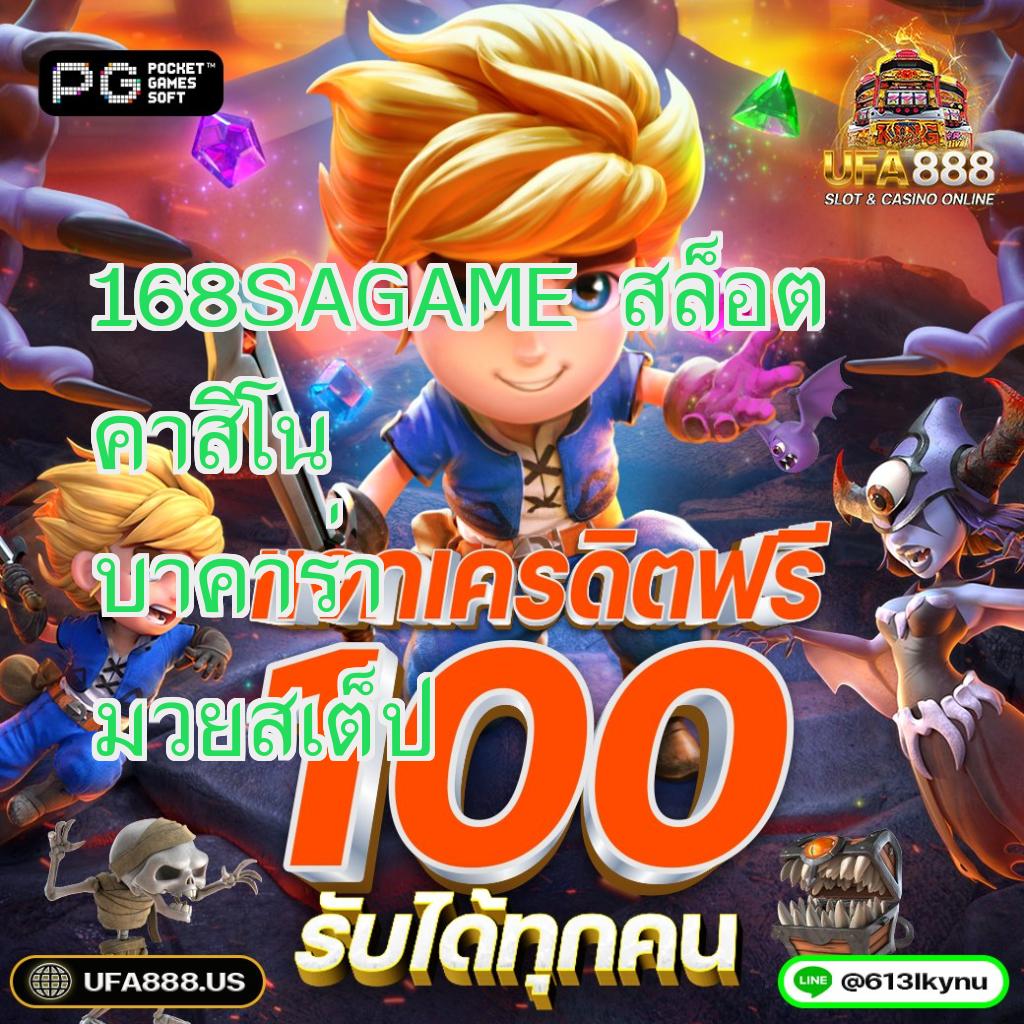 PG POCKET GAMES SOFT™
UFA888
SLOT & CASINO ONLINE
168SAGAME สล็อต
คาสิโน
บาคาร่า
เครดิตฟรี
มวยสเต็ป
100
รับได้ทุกคน
UFA888.US
LINE @613lkynu